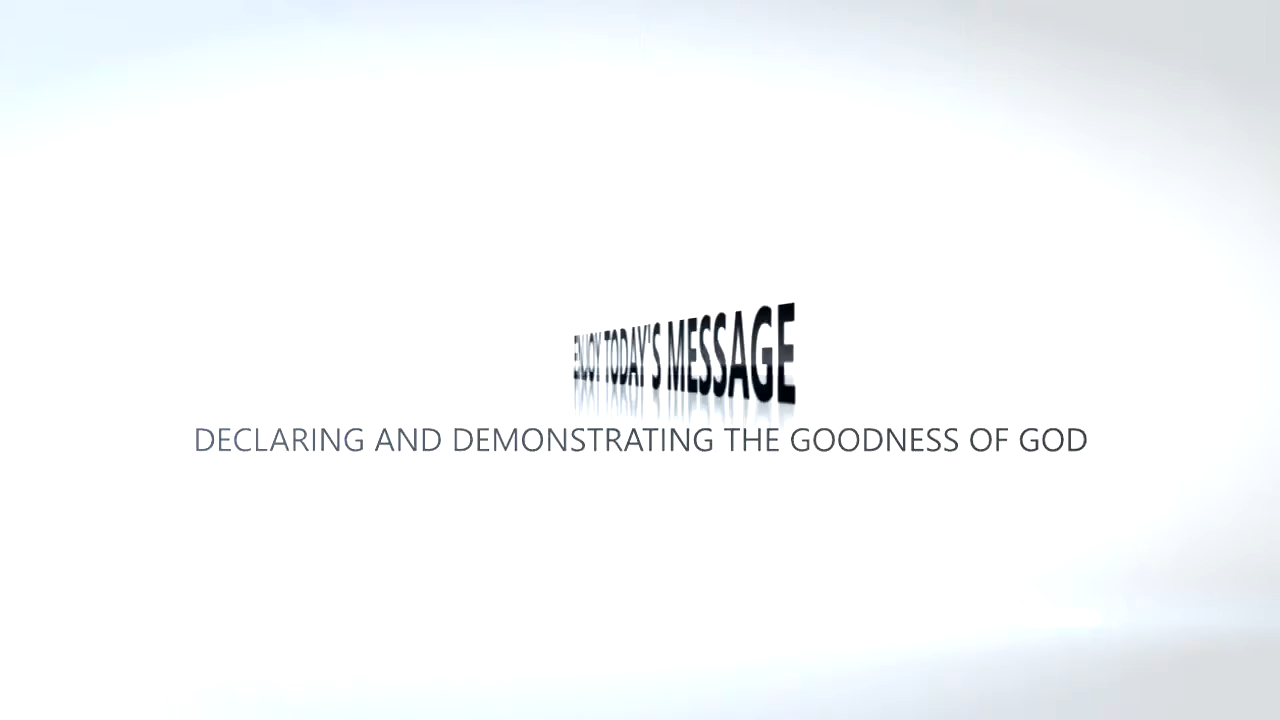 ENJOY TODAY'S MESSAGE
DECLARING AND DEMONSTRATING THE GOODNESS OF GOD